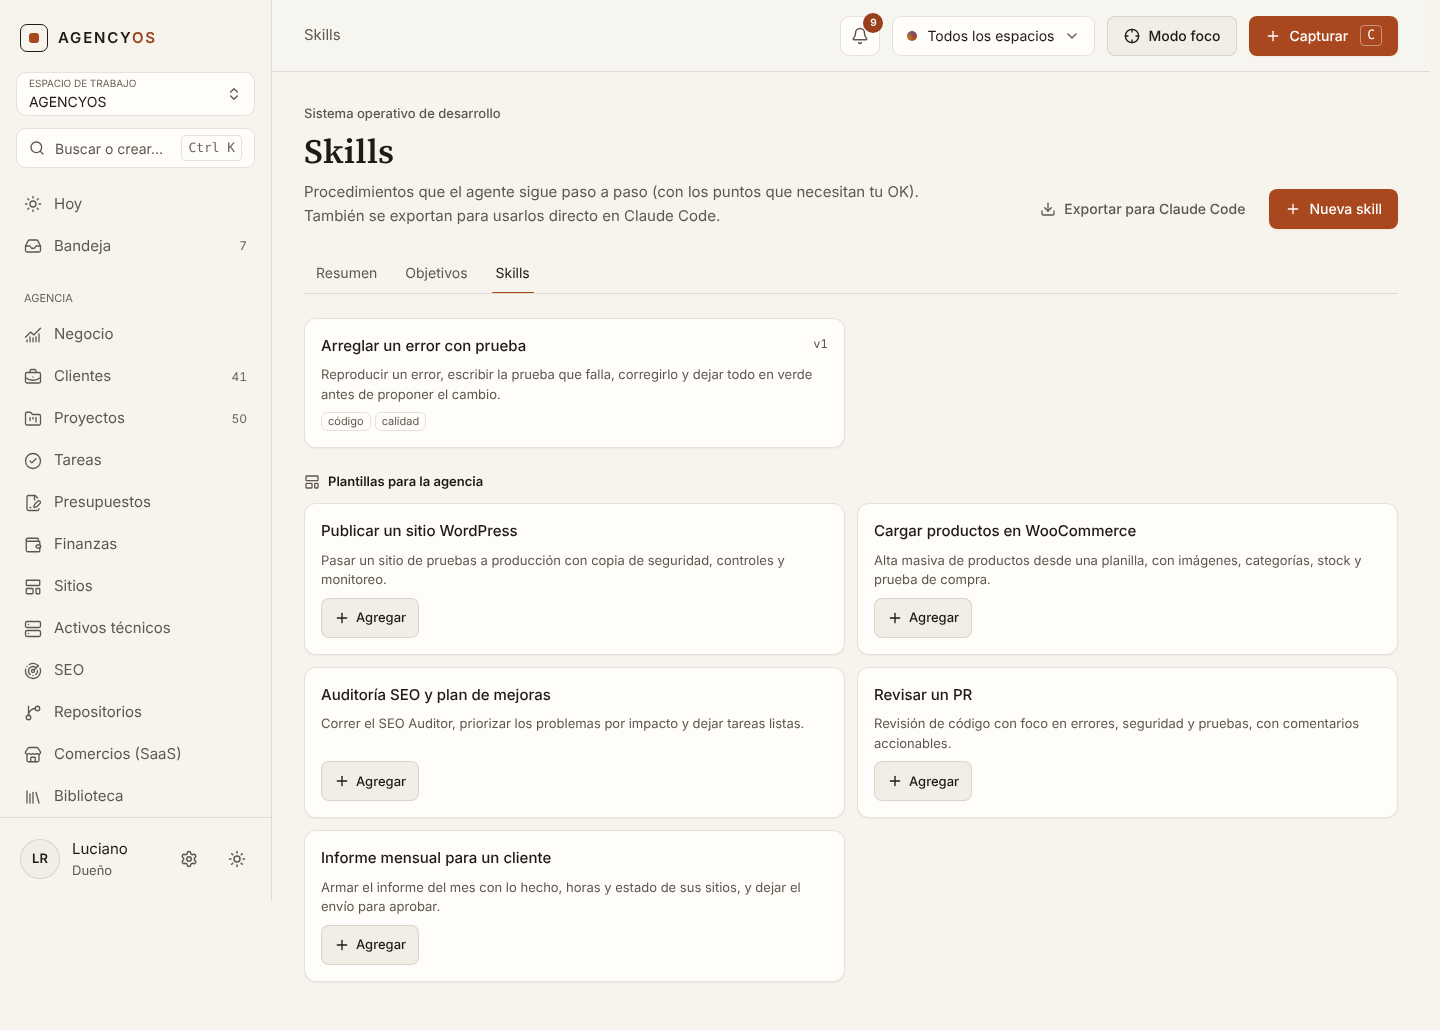 AGENCYOS
ESPACIO DE TRABAJO
AGENCYOS
Buscar o crear... Ctrl K
Hoy
Bandeja 7
AGENCIA
Negocio
Clientes 41
Proyectos 50
Tareas
Presupuestos
Finanzas
Sitios
Activos técnicos
SEO
Repositorios
Comercios (SaaS)
Biblioteca
LR
Luciano
Dueño
Skills
9
Todos los espacios
Modo foco
Capturar C
Sistema operativo de desarrollo
Skills
Procedimientos que el agente sigue paso a paso (con los puntos que necesitan tu OK).
También se exportan para usarlos directo en Claude Code.
Exportar para Claude Code
Nueva skill
Resumen Objetivos Skills
Arreglar un error con prueba v1
Reproducir un error, escribir la prueba que falla, corregirlo y dejar todo en verde
antes de proponer el cambio.
código calidad
Plantillas para la agencia
Publicar un sitio WordPress
Pasar un sitio de pruebas a producción con copia de seguridad, controles y
monitoreo.
Agregar
Cargar productos en WooCommerce
Alta masiva de productos desde una planilla, con imágenes, categorías, stock y
prueba de compra.
Agregar
Auditoría SEO y plan de mejoras
Correr el SEO Auditor, priorizar los problemas por impacto y dejar tareas listas.
Agregar
Revisar un PR
Revisión de código con foco en errores, seguridad y pruebas, con comentarios
accionables.
Agregar
Informe mensual para un cliente
Armar el informe del mes con lo hecho, horas y estado de sus sitios, y dejar el
envío para aprobar.
Agregar